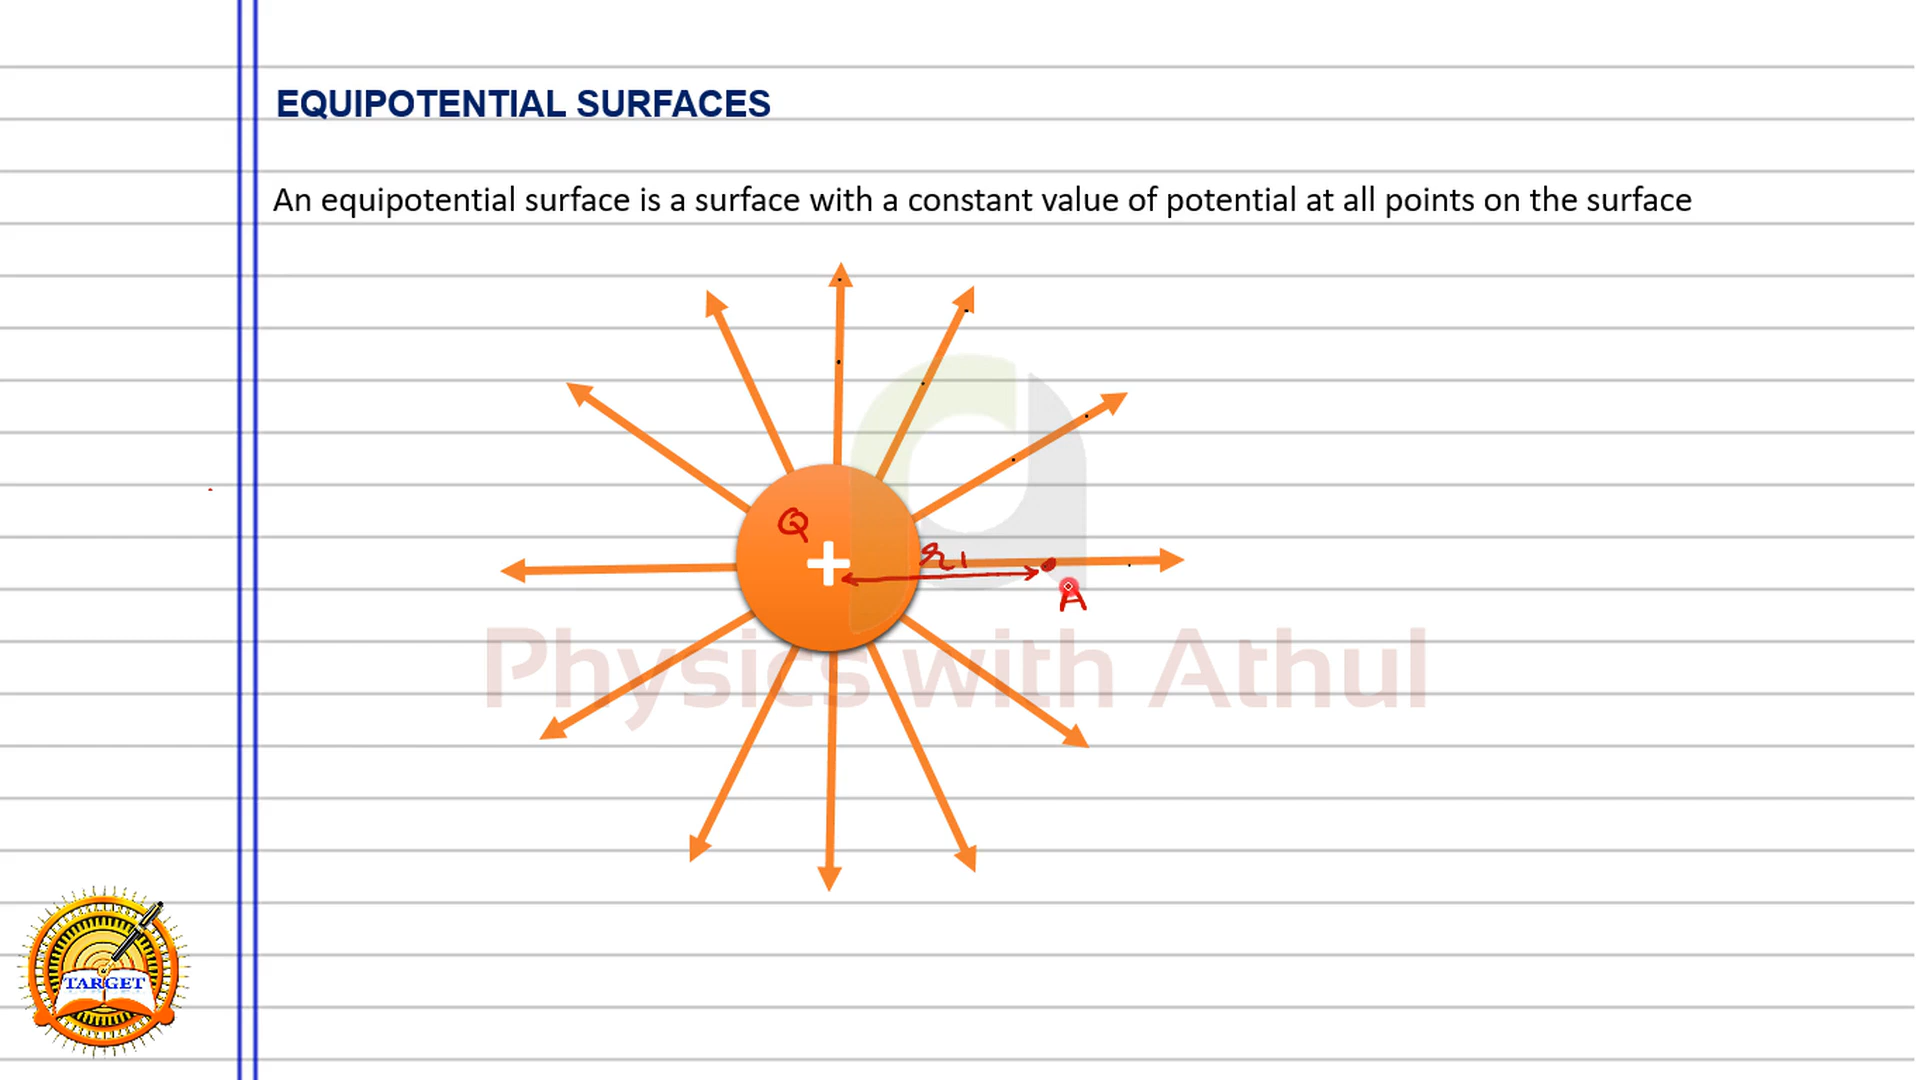 EQUIPOTENTIAL SURFACES
An equipotential surface is a surface with a constant value of potential at all points on the surface
Q
+
r1
A
Physics with Athul
TARGET